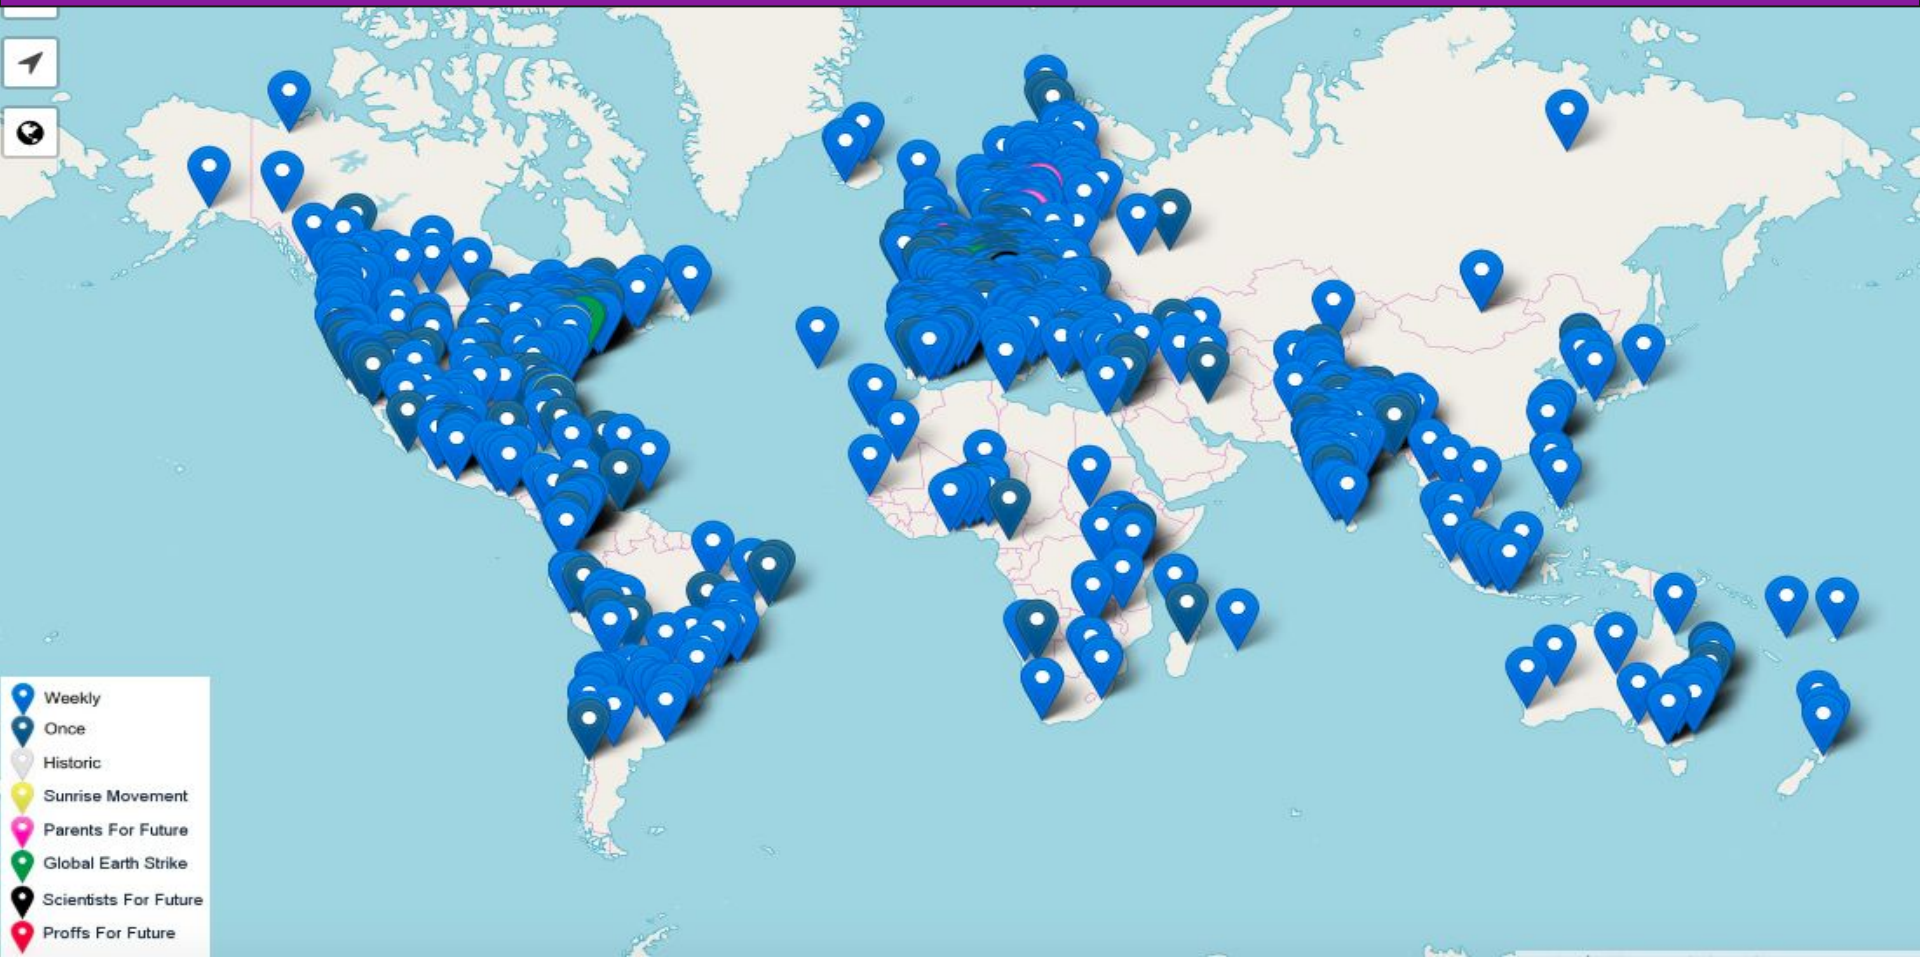 Weekly
Once
Historic
Sunrise Movement
Parents For Future
Global Earth Strike
Scientists For Future
Proffs For Future